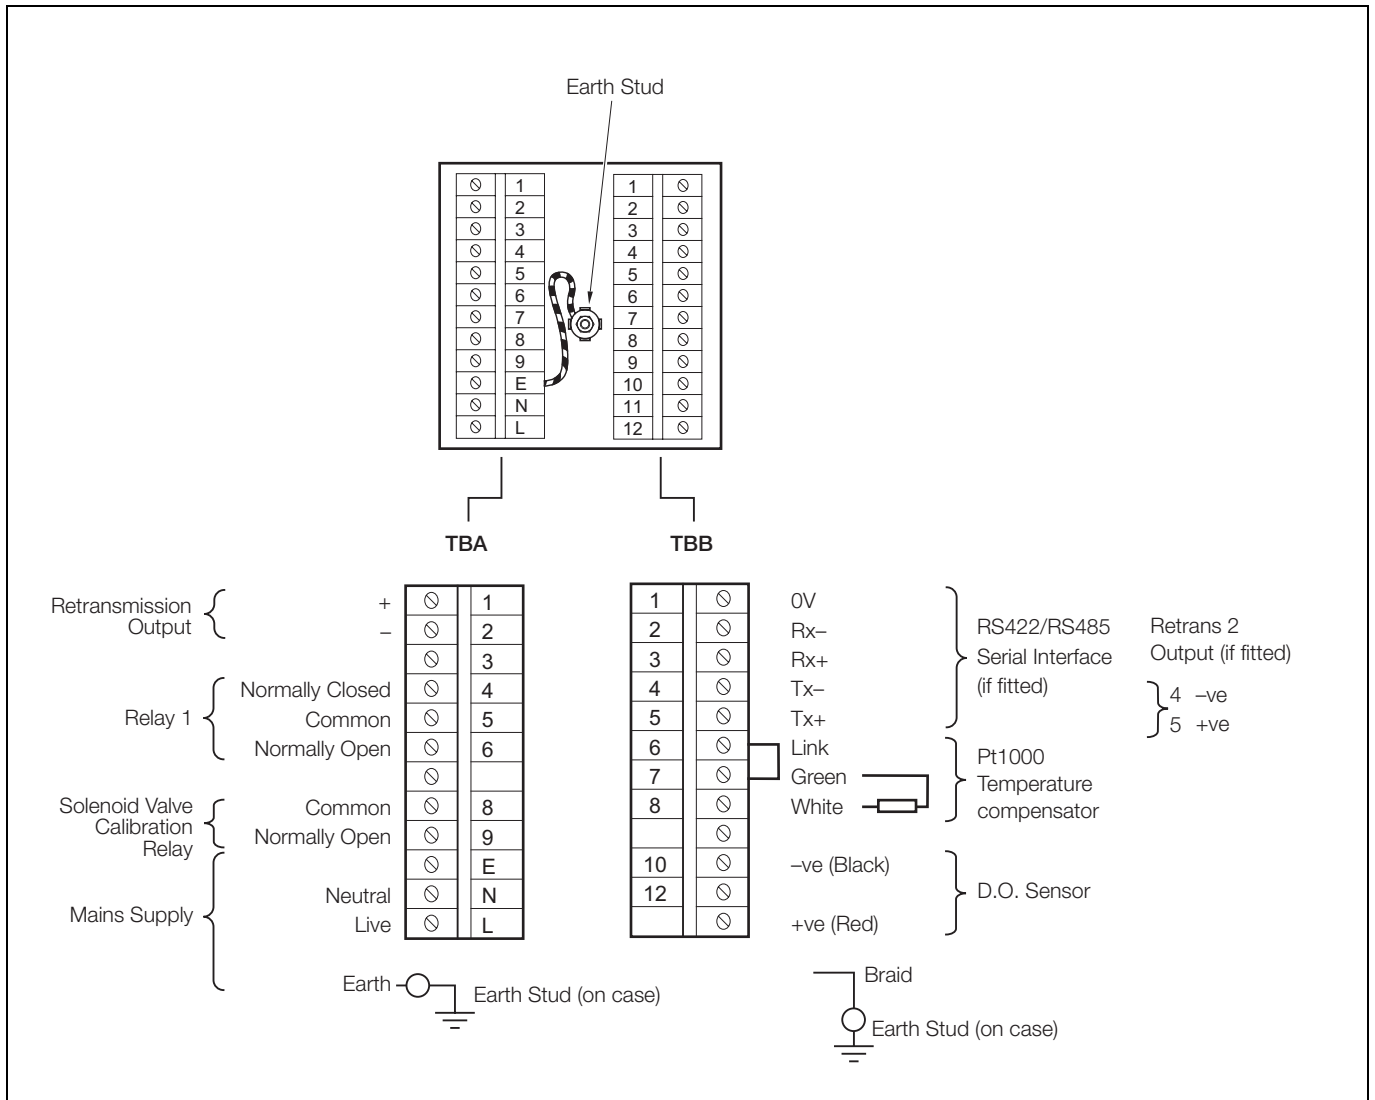 Earth Stud
1 1
2 2
3 3
4 4
5 5
6 6
7 7
8 8
9 9
E 10
N 11
L 12
TBA
TBB
Retransmission
Output
+ 1
– 2
3
Relay 1
Normally Closed 4
Common 5
Normally Open 6
Solenoid Valve
Calibration
Relay
Common 8
Normally Open 9
E
Mains Supply
Neutral N
Live L
Earth
Earth Stud (on case)
1 0V
2 Rx–
3 Rx+
4 Tx–
5 Tx+
6 Link
7 Green
8 White
10 –ve (Black)
12
+ve (Red)
RS422/RS485
Serial Interface
(if fitted)
Retrans 2
Output (if fitted)
4 –ve
5 +ve
Pt1000
Temperature
compensator
D.O. Sensor
Braid
Earth Stud (on case)